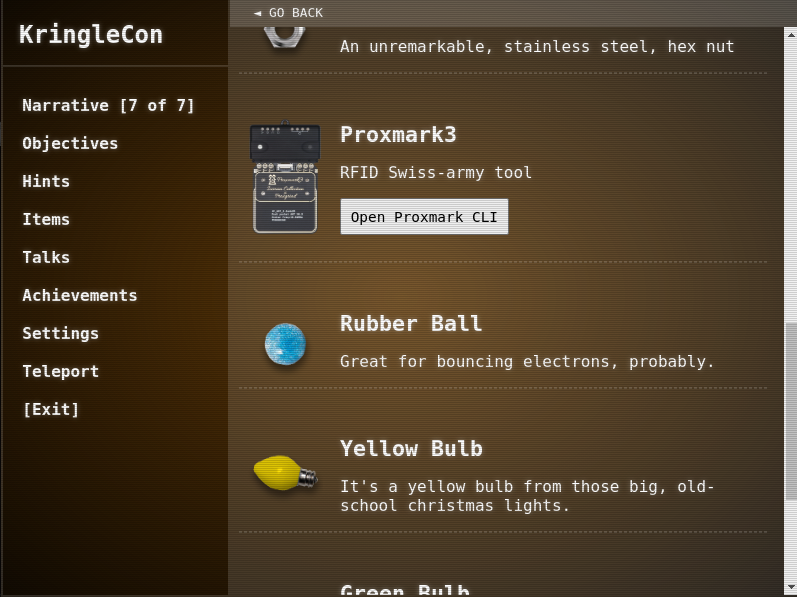 ◄ GO BACK
KringleCon
Narrative [7 of 7]
Objectives
Hints
Items
Talks
Achievements
Settings
Teleport
[Exit]
An unremarkable, stainless steel, hex nut
Proxmark3
RFID Swiss-army tool
Open Proxmark CLI
Rubber Ball
Great for bouncing electrons, probably.
Yellow Bulb
It's a yellow bulb from those big, old-
school christmas lights.
Green Bulb